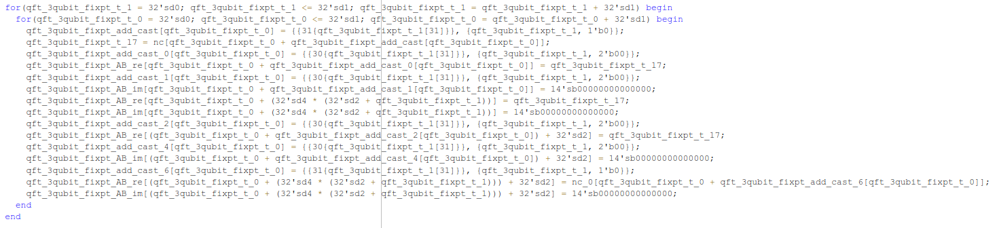 for(qft_3qubit_fixpt_t_1 = 32'sd0; qft_3qubit_fixpt_t_1 <= 32'sd1; qft_3qubit_fixpt_t_1 = qft_3qubit_fixpt_t_1 + 32'sd1) begin
for(qft_3qubit_fixpt_t_0 = 32'sd0; qft_3qubit_fixpt_t_0 <= 32'sd1; qft_3qubit_fixpt_t_0 = qft_3qubit_fixpt_t_0 + 32'sd1) begin
qft_3qubit_fixpt_add_cast[qft_3qubit_fixpt_t_0] = {{31{qft_3qubit_fixpt_t_1[31]}}, {qft_3qubit_fixpt_t_1, 1'b0}};
qft_3qubit_fixpt_t_17 = nc[qft_3qubit_fixpt_t_0 + qft_3qubit_fixpt_add_cast[qft_3qubit_fixpt_t_0]];
qft_3qubit_fixpt_add_cast_0[qft_3qubit_fixpt_t_0] = {{30{qft_3qubit_fixpt_t_1[31]}}, {qft_3qubit_fixpt_t_1, 2'b00}};
qft_3qubit_fixpt_AB_re[qft_3qubit_fixpt_t_0 + qft_3qubit_fixpt_add_cast_0[qft_3qubit_fixpt_t_0]] = qft_3qubit_fixpt_t_17;
qft_3qubit_fixpt_add_cast_1[qft_3qubit_fixpt_t_0] = {{30{qft_3qubit_fixpt_t_1[31]}}, {qft_3qubit_fixpt_t_1, 2'b00}};
qft_3qubit_fixpt_AB_im[qft_3qubit_fixpt_t_0 + qft_3qubit_fixpt_add_cast_1[qft_3qubit_fixpt_t_0]] = 14'sb00000000000000;
qft_3qubit_fixpt_AB_re[qft_3qubit_fixpt_t_0 + (32'sd4 * (32'sd2 + qft_3qubit_fixpt_t_1))] = qft_3qubit_fixpt_t_17;
qft_3qubit_fixpt_AB_im[qft_3qubit_fixpt_t_0 + (32'sd4 * (32'sd2 + qft_3qubit_fixpt_t_1))] = 14'sb00000000000000;
qft_3qubit_fixpt_add_cast_2[qft_3qubit_fixpt_t_0] = {{30{qft_3qubit_fixpt_t_1[31]}}, {qft_3qubit_fixpt_t_1, 2'b00}};
qft_3qubit_fixpt_AB_re[(qft_3qubit_fixpt_t_0 + qft_3qubit_fixpt_add_cast_2[qft_3qubit_fixpt_t_0]) + 32'sd2] = qft_3qubit_fixpt_t_17;
qft_3qubit_fixpt_add_cast_4[qft_3qubit_fixpt_t_0] = {{30{qft_3qubit_fixpt_t_1[31]}}, {qft_3qubit_fixpt_t_1, 2'b00}};
qft_3qubit_fixpt_AB_im[(qft_3qubit_fixpt_t_0 + qft_3qubit_fixpt_add_cast_4[qft_3qubit_fixpt_t_0]) + 32'sd2] = 14'sb00000000000000;
qft_3qubit_fixpt_add_cast_6[qft_3qubit_fixpt_t_0] = {{31{qft_3qubit_fixpt_t_1[31]}}, {qft_3qubit_fixpt_t_1, 1'b0}};
qft_3qubit_fixpt_AB_re[(qft_3qubit_fixpt_t_0 + (32'sd4 * (32'sd2 + qft_3qubit_fixpt_t_1))) + 32'sd2] = nc_0[qft_3qubit_fixpt_t_0 + qft_3qubit_fixpt_add_cast_6[qft_3qubit_fixpt_t_0]];
qft_3qubit_fixpt_AB_im[(qft_3qubit_fixpt_t_0 + (32'sd4 * (32'sd2 + qft_3qubit_fixpt_t_1))) + 32'sd2] = 14'sb00000000000000;
end
end